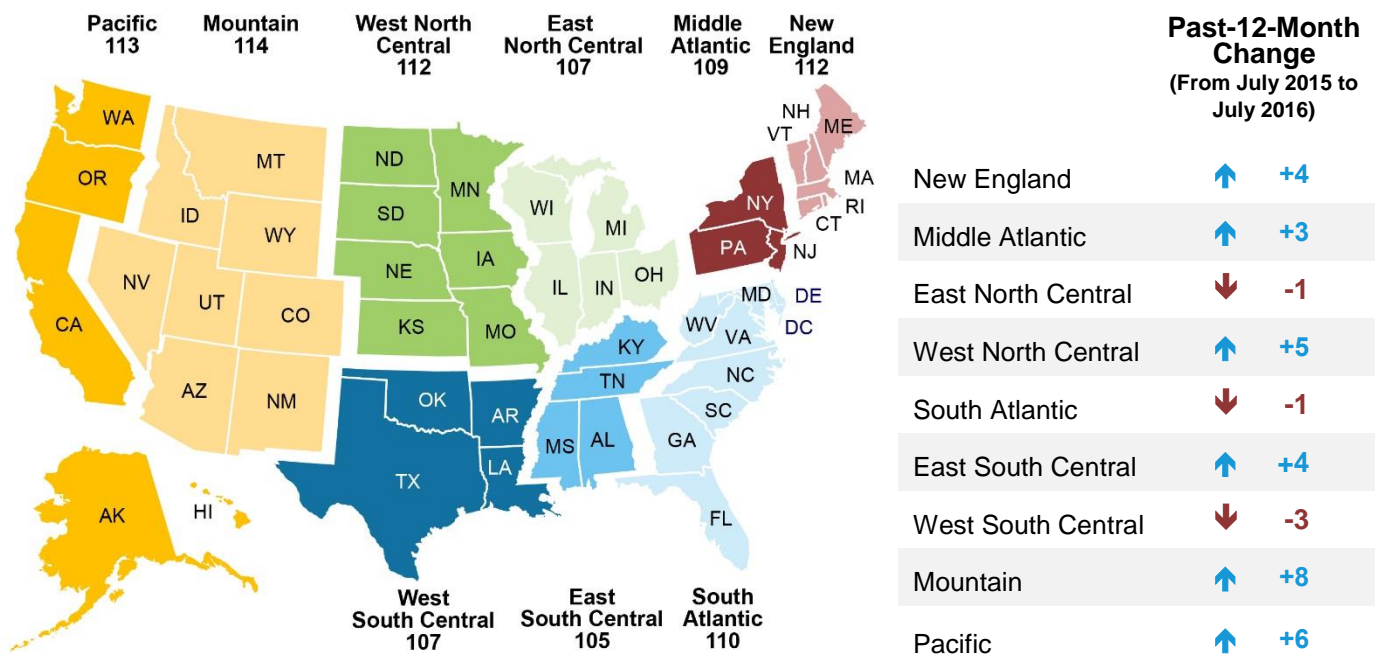 Pacific
113
Mountain
114
West North
Central
112
East
North Central
107
Middle
Atlantic
109
New
England
112
WA
OR
CA
AK
HI
MT
ID
WY
NV
UT
CO
AZ
NM
ND
SD
NE
KS
MN
IA
MO
WI
MI
IL
IN
OH
NY
PA
NJ
NH
VT
ME
MA
RI
CT
MD
DE
DC
WV
VA
NC
SC
GA
FL
KY
TN
MS
AL
OK
AR
TX
LA
West
South Central
107
East
South Central
105
South
Atlantic
110
Past-12-Month
Change
(From July 2015 to
July 2016)
New England +4
Middle Atlantic +3
East North Central -1
West North Central +5
South Atlantic -1
East South Central +4
West South Central -3
Mountain +8
Pacific +6